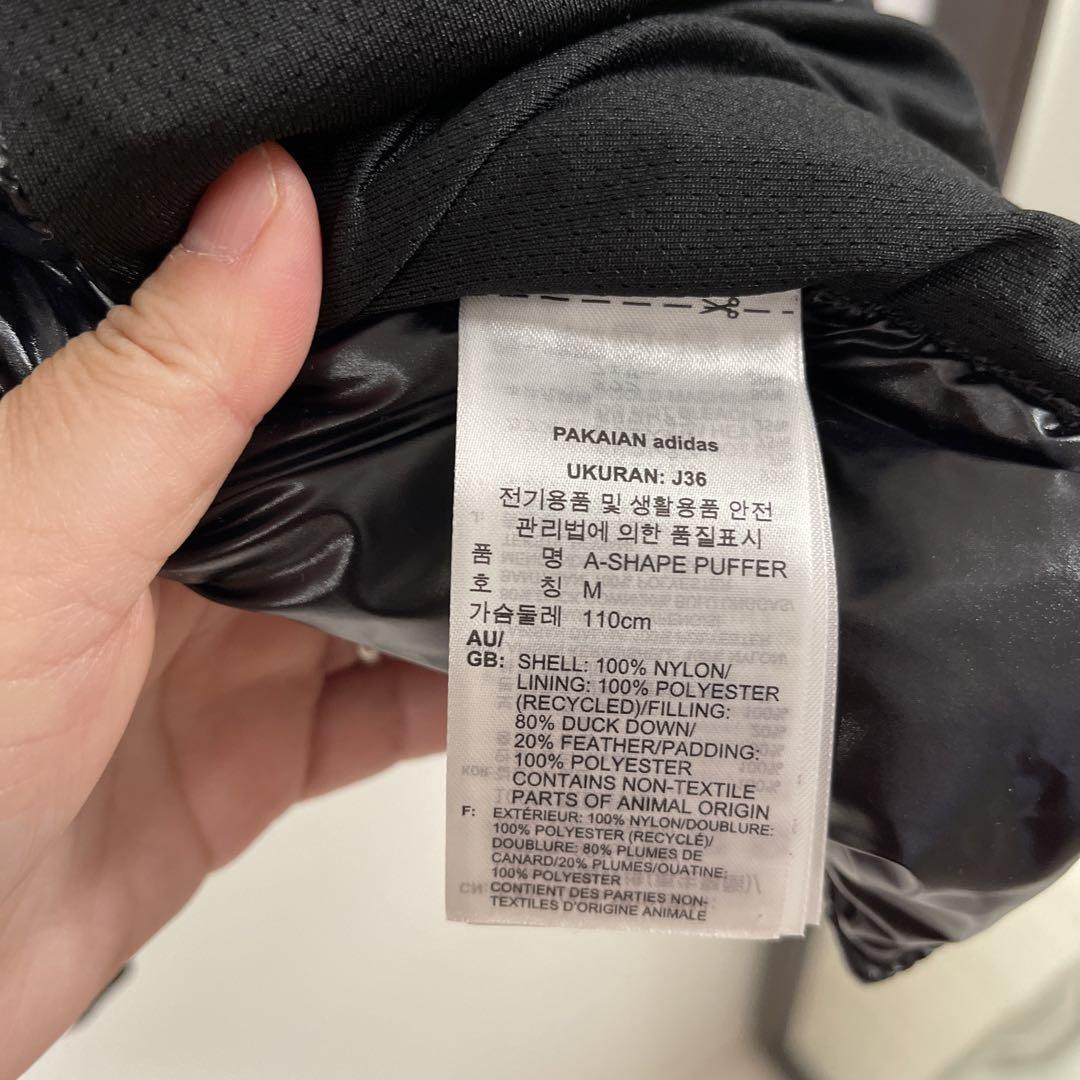 PAKAIAN adidas
UKURAN: J36
전기용품 및 생활용품 안전
관리법에 의한 품질표시
품 명 A-SHAPE PUFFER
호 칭 M
가슴둘레 110cm
AU/
GB: SHELL: 100% NYLON/
LINING: 100% POLYESTER
(RECYCLED)/FILLING:
80% DUCK DOWN/
20% FEATHER/PADDING:
100% POLYESTER
CONTAINS NON-TEXTILE
PARTS OF ANIMAL ORIGIN
F: EXTÉRIEUR: 100% NYLON/DOUBLURE:
100% POLYESTER (RECYCLÉ)/
DOUBLURE: 80% PLUMES DE
CANARD/20% PLUMES/OUATINE:
100% POLYESTER
CONTIENT DES PARTIES NON-
TEXTILES D'ORIGINE ANIMALE